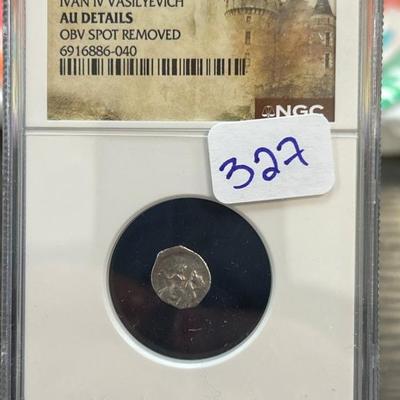 IVAN IV VASILYEVICH
AU DETAILS
OBV SPOT REMOVED
6916886-040
NGC
327